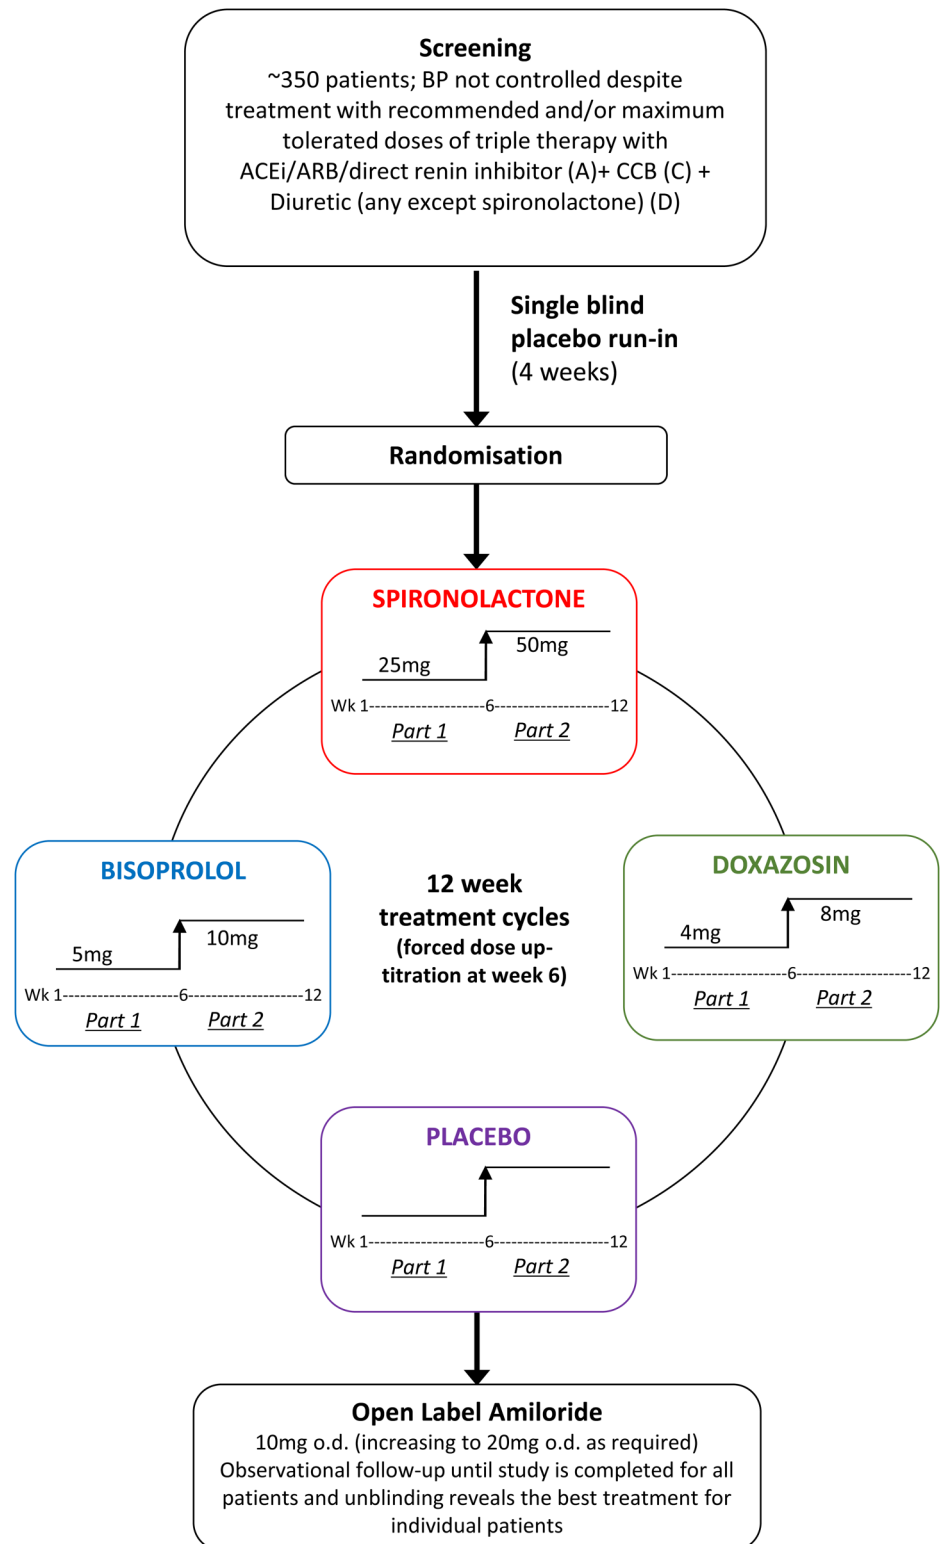 Screening
~350 patients; BP not controlled despite
treatment with recommended and/or maximum
tolerated doses of triple therapy with
ACEi/ARB/direct renin inhibitor (A)+ CCB (C) +
Diuretic (any except spironolactone) (D)
Single blind
placebo run-in
(4 weeks)
Randomisation
SPIRONOLACTONE
25mg
50mg
Wk 1--------------------6--------------------12
Part 1 Part 2
BISOPROLOL
5mg
10mg
Wk 1--------------------6--------------------12
Part 1 Part 2
12 week
treatment cycles
(forced dose up-
titration at week 6)
DOXAZOSIN
4mg
8mg
Wk 1--------------------6--------------------12
Part 1 Part 2
PLACEBO
Wk 1--------------------6--------------------12
Part 1 Part 2
Open Label Amiloride
10mg o.d. (increasing to 20mg o.d. as required)
Observational follow-up until study is completed for all
patients and unblinding reveals the best treatment for
individual patients